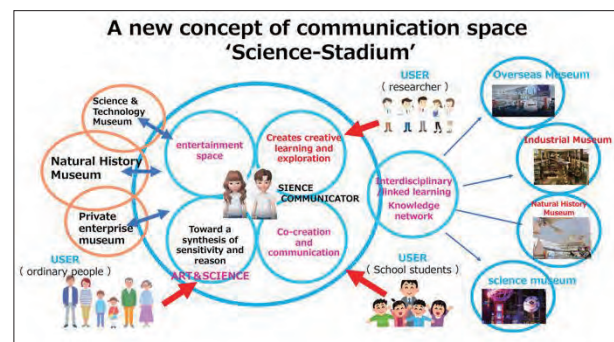 A new concept of communication space
'Science-Stadium'
Science &
Technology
Museum
Natural History
Museum
Private
enterprise
museum
USER
( ordinary people)
entertainment
space
Creates creative
learning and
exploration
SIENCE
COMMUNICATOR
Toward a
synthesis of
sensitivity and
reason
ART&SCIENCE
Co-creation and
communication
USER
( researcher)
Interdisciplinary
/linked learning
Knowledge
network
USER
( School students)
Overseas Museum
Industrial Museum
Natural History
Museum
science museum